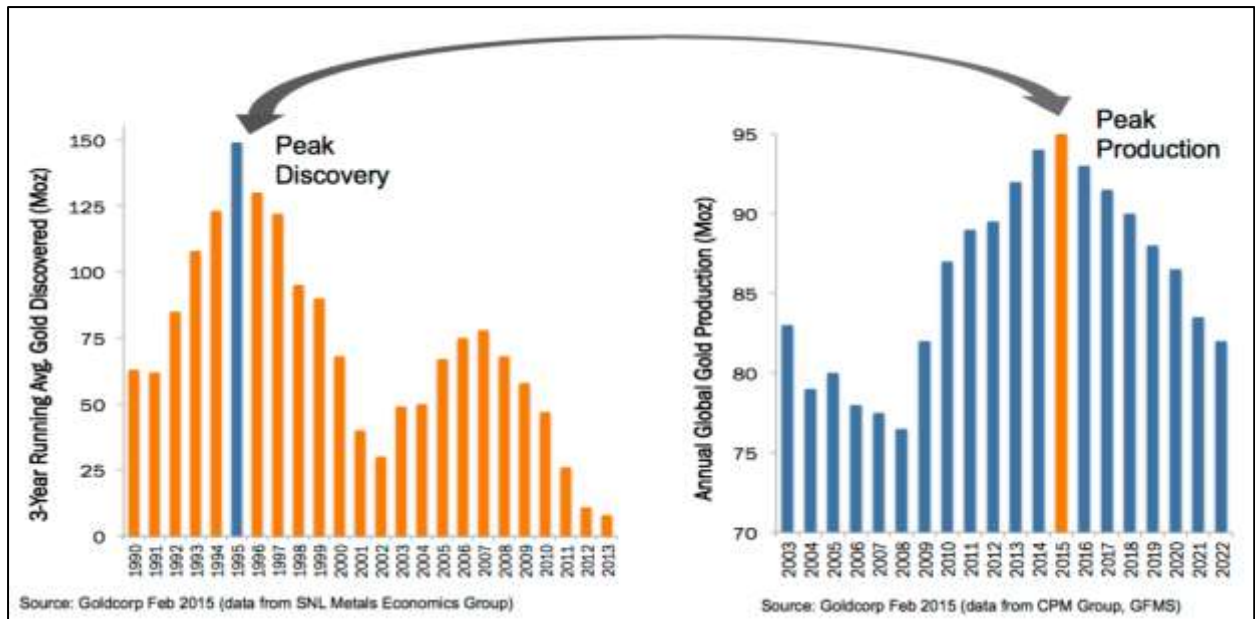 Peak
Discovery
3-Year Running Avg. Gold Discovered (Moz)
150
125
100
75
50
25
0
1990 1991 1992 1993 1994 1995 1996 1997 1998 1999 2000 2001 2002 2003 2004 2005 2006 2007 2008 2009 2010 2011 2012 2013
Source: Goldcorp Feb 2015 (data from SNL Metals Economics Group)
Peak
Production
Annual Global Gold Production (Moz)
95
90
85
80
75
70
2003 2004 2005 2006 2007 2008 2009 2010 2011 2012 2013 2014 2015 2016 2017 2018 2019 2020 2021 2022
Source: Goldcorp Feb 2015 (data from CPM Group, GFMS)